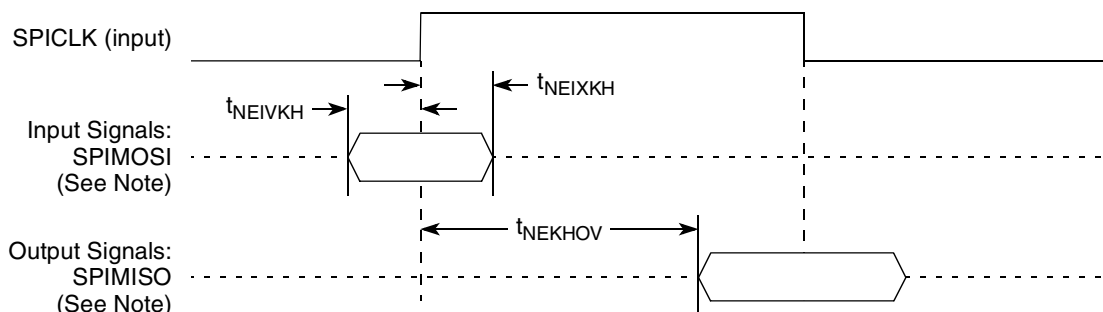 SPICLK (input)
tNEIXKH
tNEIVKH
Input Signals:
SPIMOSI
(See Note)
tNEKHOV
Output Signals:
SPIMISO
(See Note)